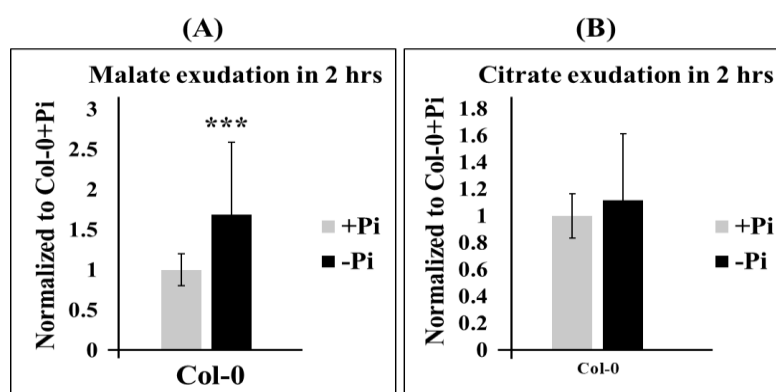 (A)
Malate exudation in 2 hrs
Normalized to Col-0+Pi
3
2.5
2
1.5
1
0.5
0
***
+Pi
-Pi
Col-0
(B)
Citrate exudation in 2 hrs
Normalized to Col-0+Pi
1.8
1.6
1.4
1.2
1
0.8
0.6
0.4
0.2
0
+Pi
-Pi
Col-0